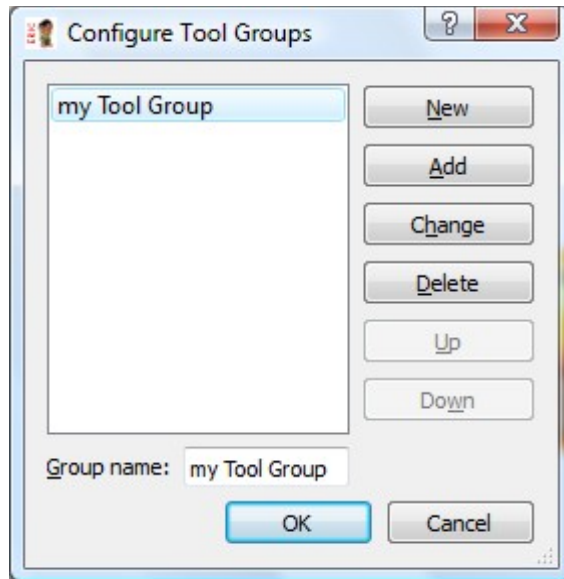 ERIC
Configure Tool Groups
?
X
my Tool Group
New
Add
Change
Delete
Up
Down
Group name: my Tool Group
OK
Cancel